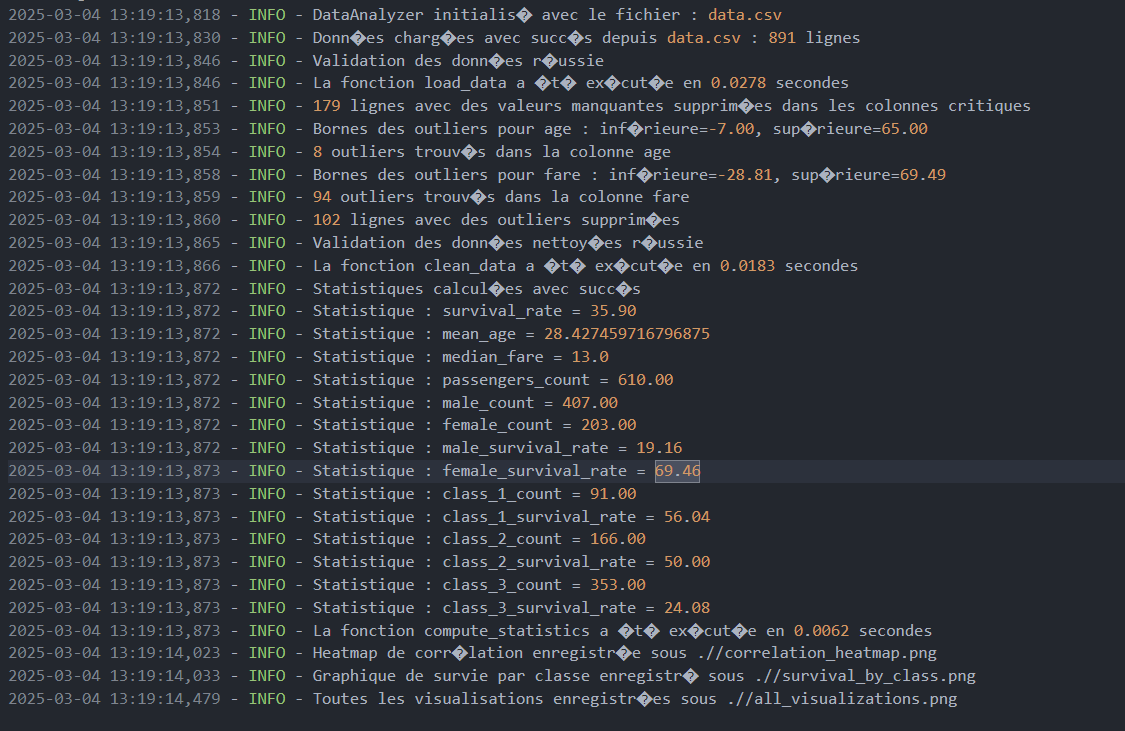 2025-03-04 13:19:13,818 - INFO - DataAnalyzer initialis� avec le fichier : data.csv
2025-03-04 13:19:13,830 - INFO - Donn�es charg�es avec succ�s depuis data.csv : 891 lignes
2025-03-04 13:19:13,846 - INFO - Validation des donn�es r�ussie
2025-03-04 13:19:13,846 - INFO - La fonction load_data a �t� ex�cut�e en 0.0278 secondes
2025-03-04 13:19:13,851 - INFO - 179 lignes avec des valeurs manquantes supprim�es dans les colonnes critiques
2025-03-04 13:19:13,853 - INFO - Bornes des outliers pour age : inf�rieure=-7.00, sup�rieure=65.00
2025-03-04 13:19:13,854 - INFO - 8 outliers trouv�s dans la colonne age
2025-03-04 13:19:13,858 - INFO - Bornes des outliers pour fare : inf�rieure=-28.81, sup�rieure=69.49
2025-03-04 13:19:13,859 - INFO - 94 outliers trouv�s dans la colonne fare
2025-03-04 13:19:13,860 - INFO - 102 lignes avec des outliers supprim�es
2025-03-04 13:19:13,865 - INFO - Validation des donn�es nettoy�es r�ussie
2025-03-04 13:19:13,866 - INFO - La fonction clean_data a �t� ex�cut�e en 0.0183 secondes
2025-03-04 13:19:13,872 - INFO - Statistiques calcul�es avec succ�s
2025-03-04 13:19:13,872 - INFO - Statistique : survival_rate = 35.90
2025-03-04 13:19:13,872 - INFO - Statistique : mean_age = 28.427459716796875
2025-03-04 13:19:13,872 - INFO - Statistique : median_fare = 13.0
2025-03-04 13:19:13,872 - INFO - Statistique : passengers_count = 610.00
2025-03-04 13:19:13,872 - INFO - Statistique : male_count = 407.00
2025-03-04 13:19:13,872 - INFO - Statistique : female_count = 203.00
2025-03-04 13:19:13,872 - INFO - Statistique : male_survival_rate = 19.16
2025-03-04 13:19:13,873 - INFO - Statistique : female_survival_rate = 69.46
2025-03-04 13:19:13,873 - INFO - Statistique : class_1_count = 91.00
2025-03-04 13:19:13,873 - INFO - Statistique : class_1_survival_rate = 56.04
2025-03-04 13:19:13,873 - INFO - Statistique : class_2_count = 166.00
2025-03-04 13:19:13,873 - INFO - Statistique : class_2_survival_rate = 50.00
2025-03-04 13:19:13,873 - INFO - Statistique : class_3_count = 353.00
2025-03-04 13:19:13,873 - INFO - Statistique : class_3_survival_rate = 24.08
2025-03-04 13:19:13,873 - INFO - La fonction compute_statistics a �t� ex�cut�e en 0.0062 secondes
2025-03-04 13:19:14,023 - INFO - Heatmap de corr�lation enregistr�e sous .//correlation_heatmap.png
2025-03-04 13:19:14,033 - INFO - Graphique de survie par classe enregistr� sous .//survival_by_class.png
2025-03-04 13:19:14,479 - INFO - Toutes les visualisations enregistr�es sous .//all_visualizations.png